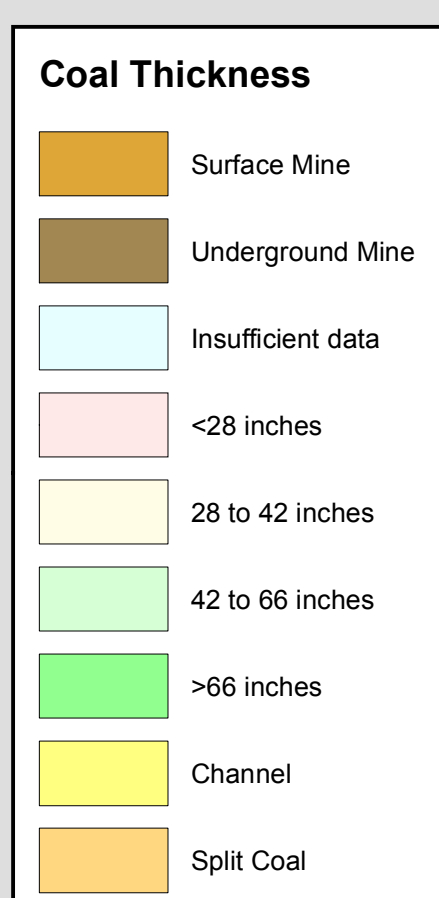 Coal Thickness
Surface Mine
Underground Mine
Insufficient data
<28 inches
28 to 42 inches
42 to 66 inches
>66 inches
Channel
Split Coal